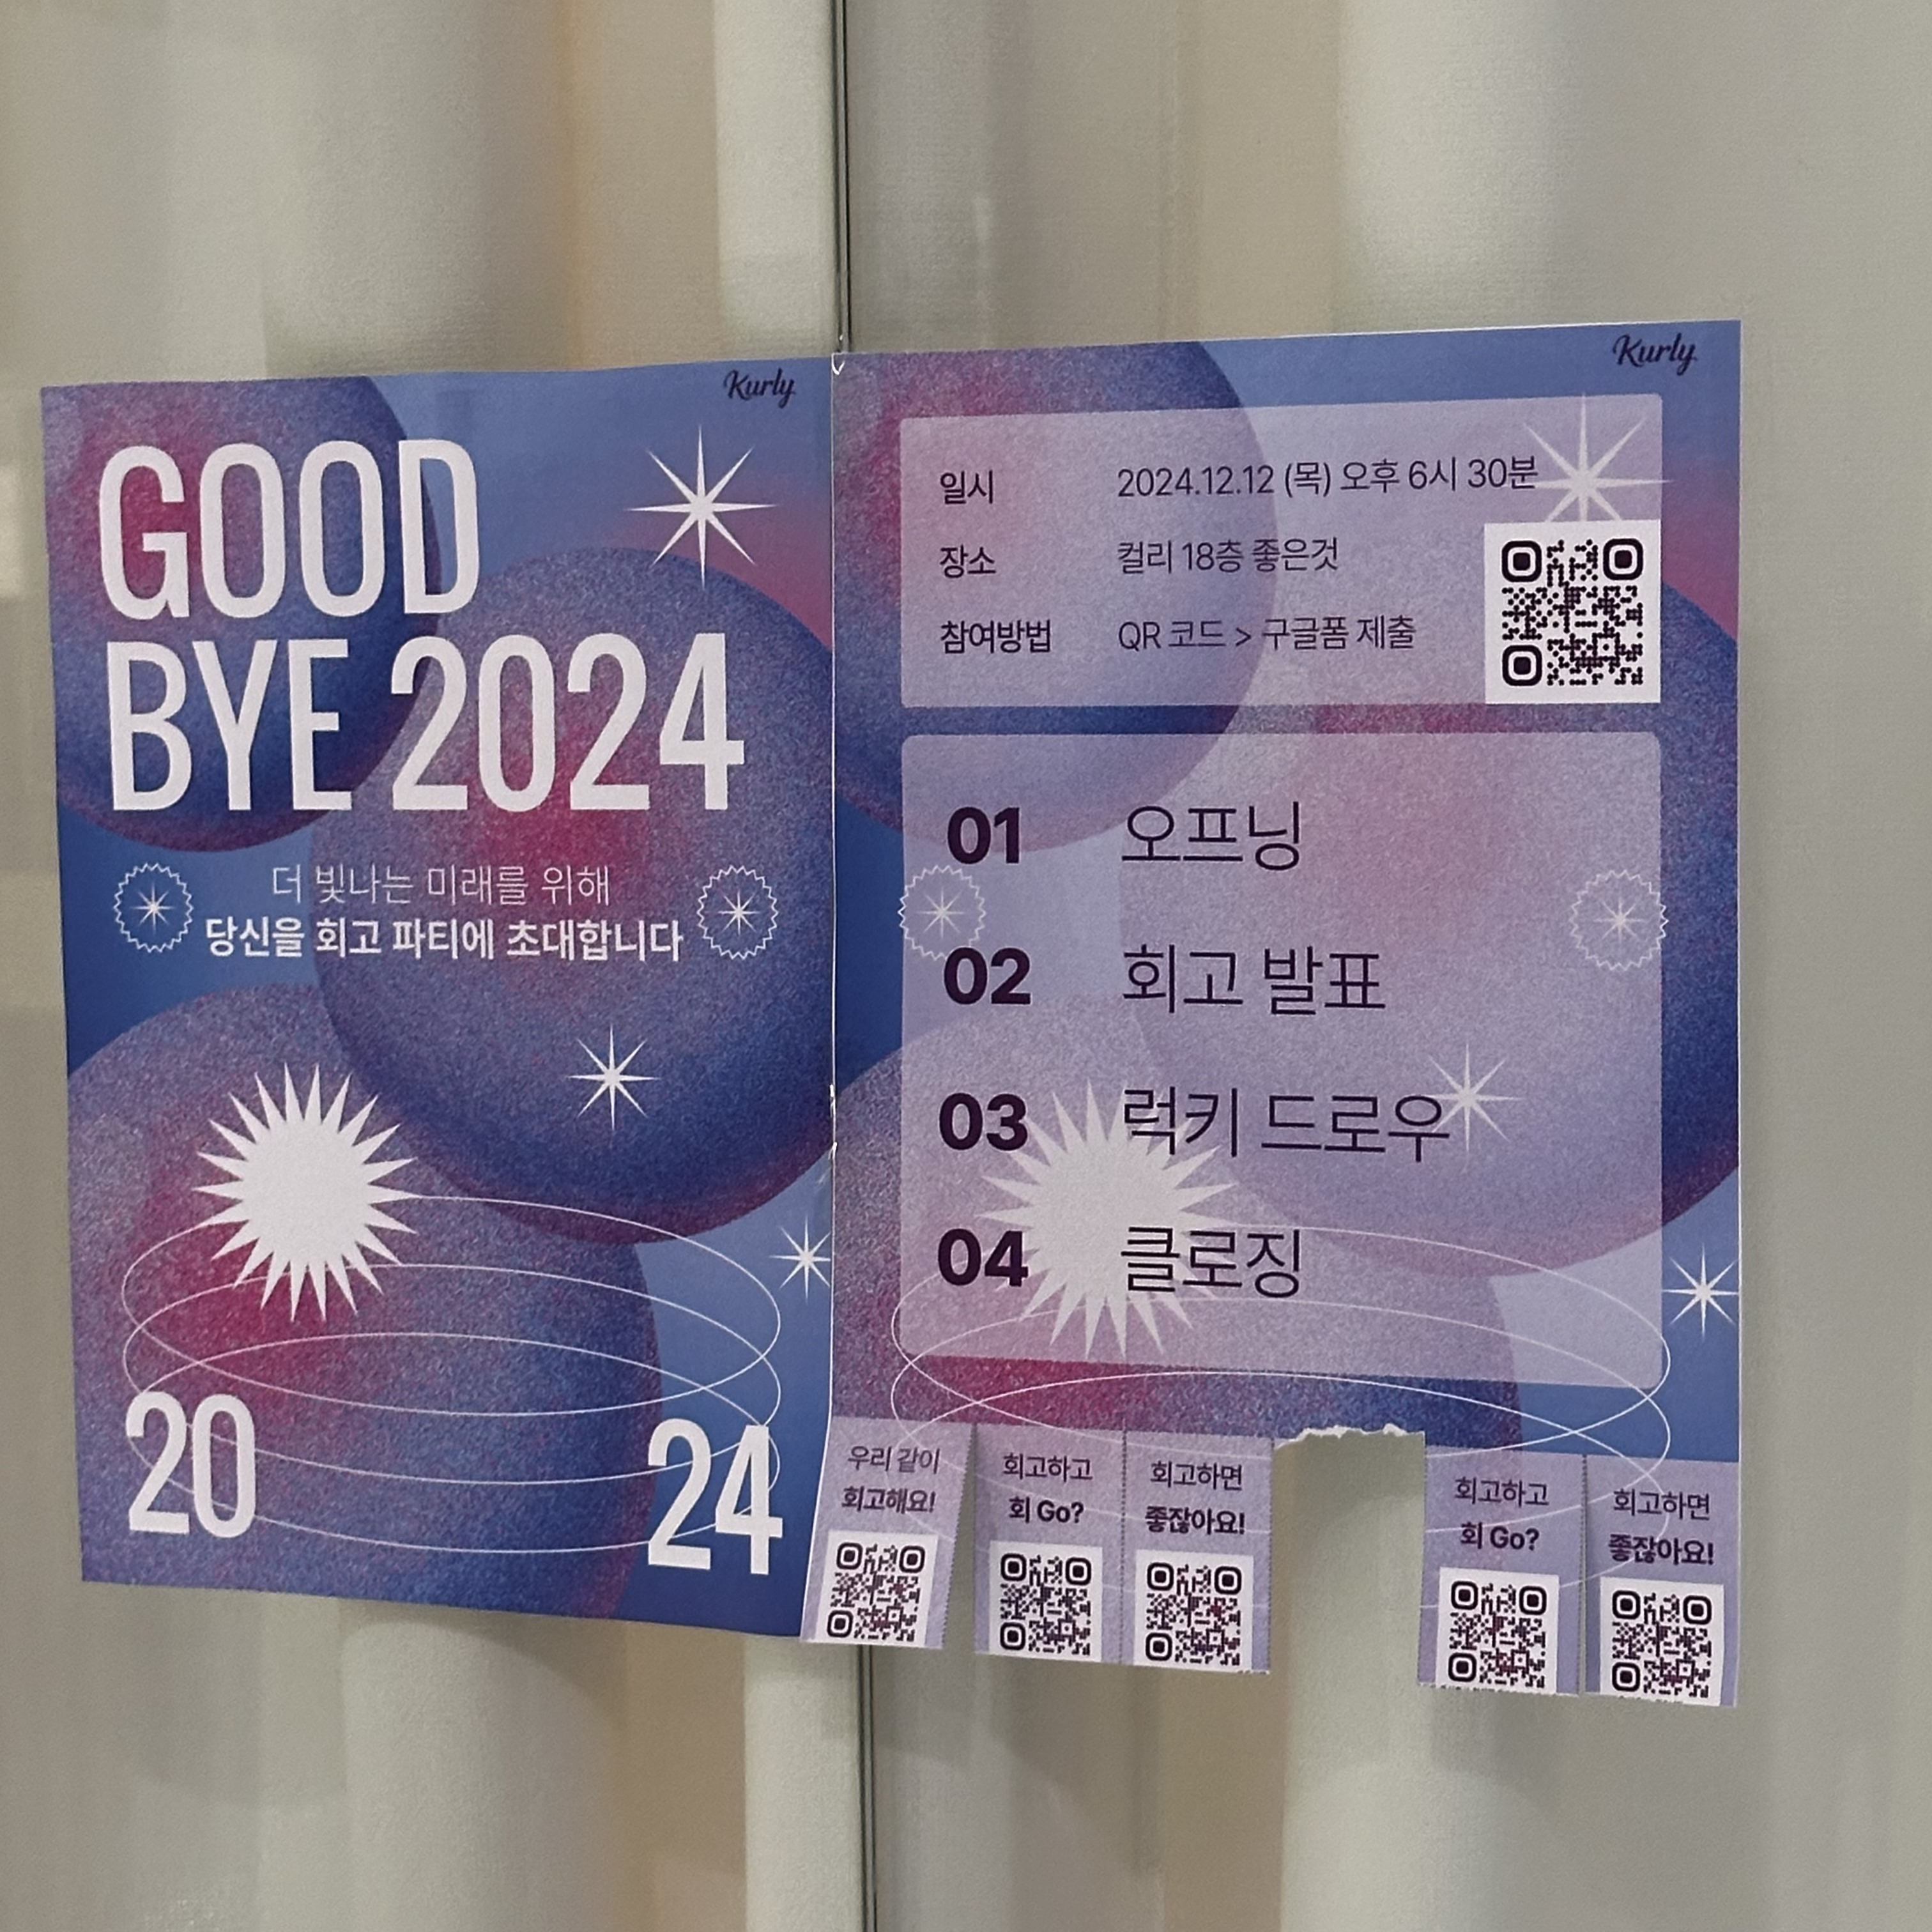 Kurly
GOOD
BYE 2024
더 빛나는 미래를 위해
당신을 회고 파티에 초대합니다
20
24
Kurly
일시 2024.12.12 (목) 오후 6시 30분
장소 컬리 18층 좋은것
참여방법 QR 코드 > 구글폼 제출
01 오프닝
02 회고 발표
03 럭키 드로우
04 클로징
우리 같이
회고해요!
회고하고
회 Go?
회고하면
좋잖아요!
회고하고
회 Go?
회고하면
좋잖아요!